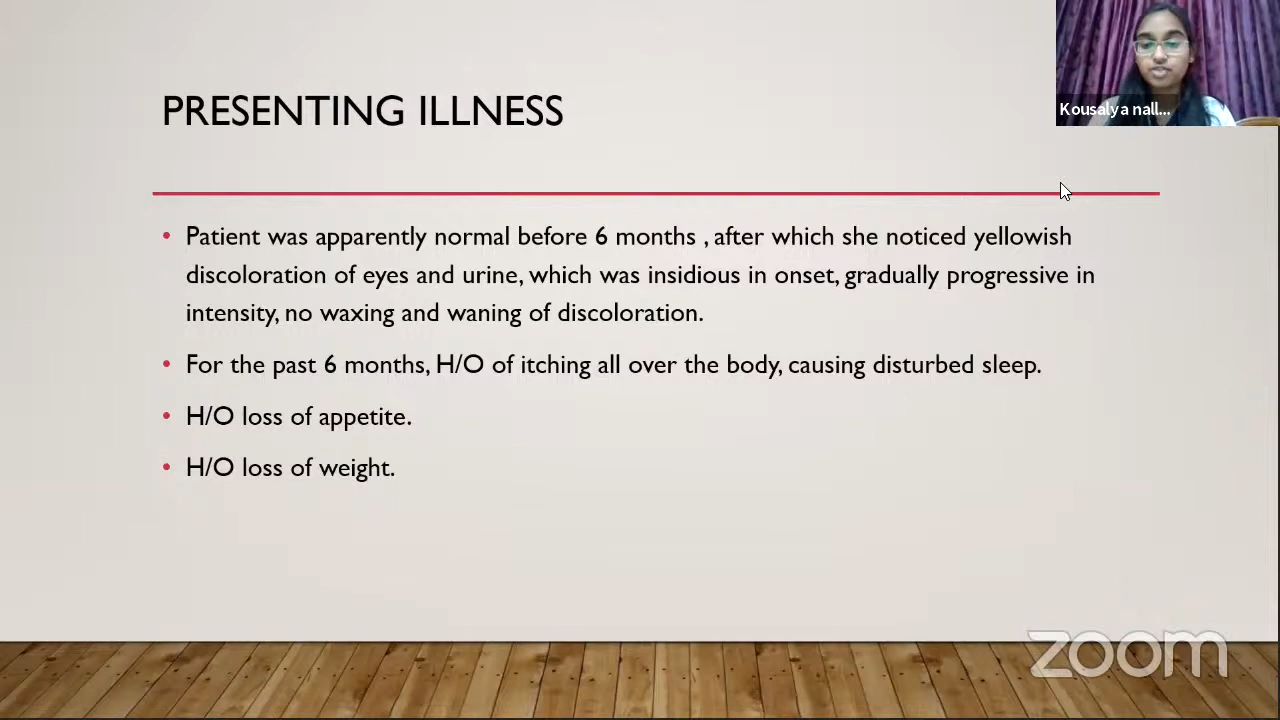 PRESENTING ILLNESS
Kousalya nall...
• Patient was apparently normal before 6 months , after which she noticed yellowish
discoloration of eyes and urine, which was insidious in onset, gradually progressive in
intensity, no waxing and waning of discoloration.
• For the past 6 months, H/O of itching all over the body, causing disturbed sleep.
• H/O loss of appetite.
• H/O loss of weight.
zoom